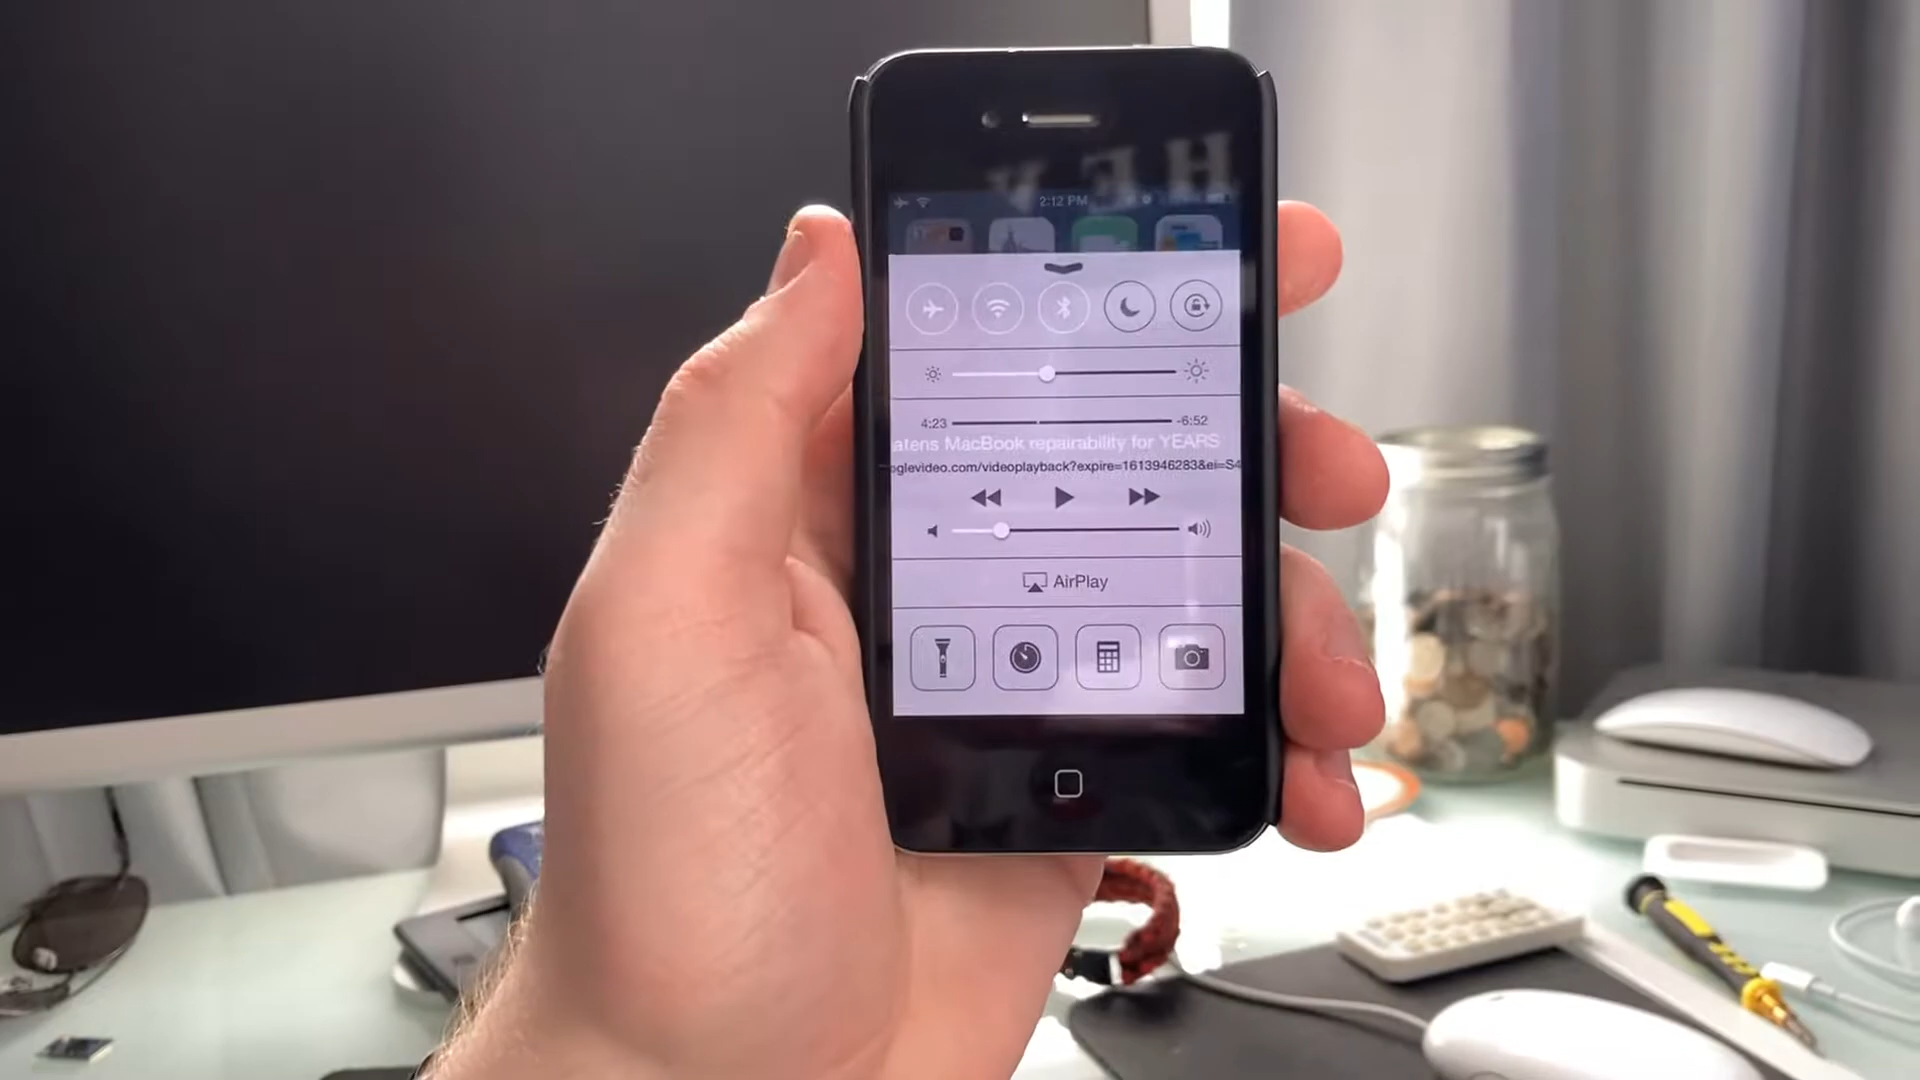 HEY
2:12 PM
4:23 -6:52
atens MacBook repairability for YEARS
oglevideo.com/videoplayback?expire=1613946283&ei=S4
AirPlay